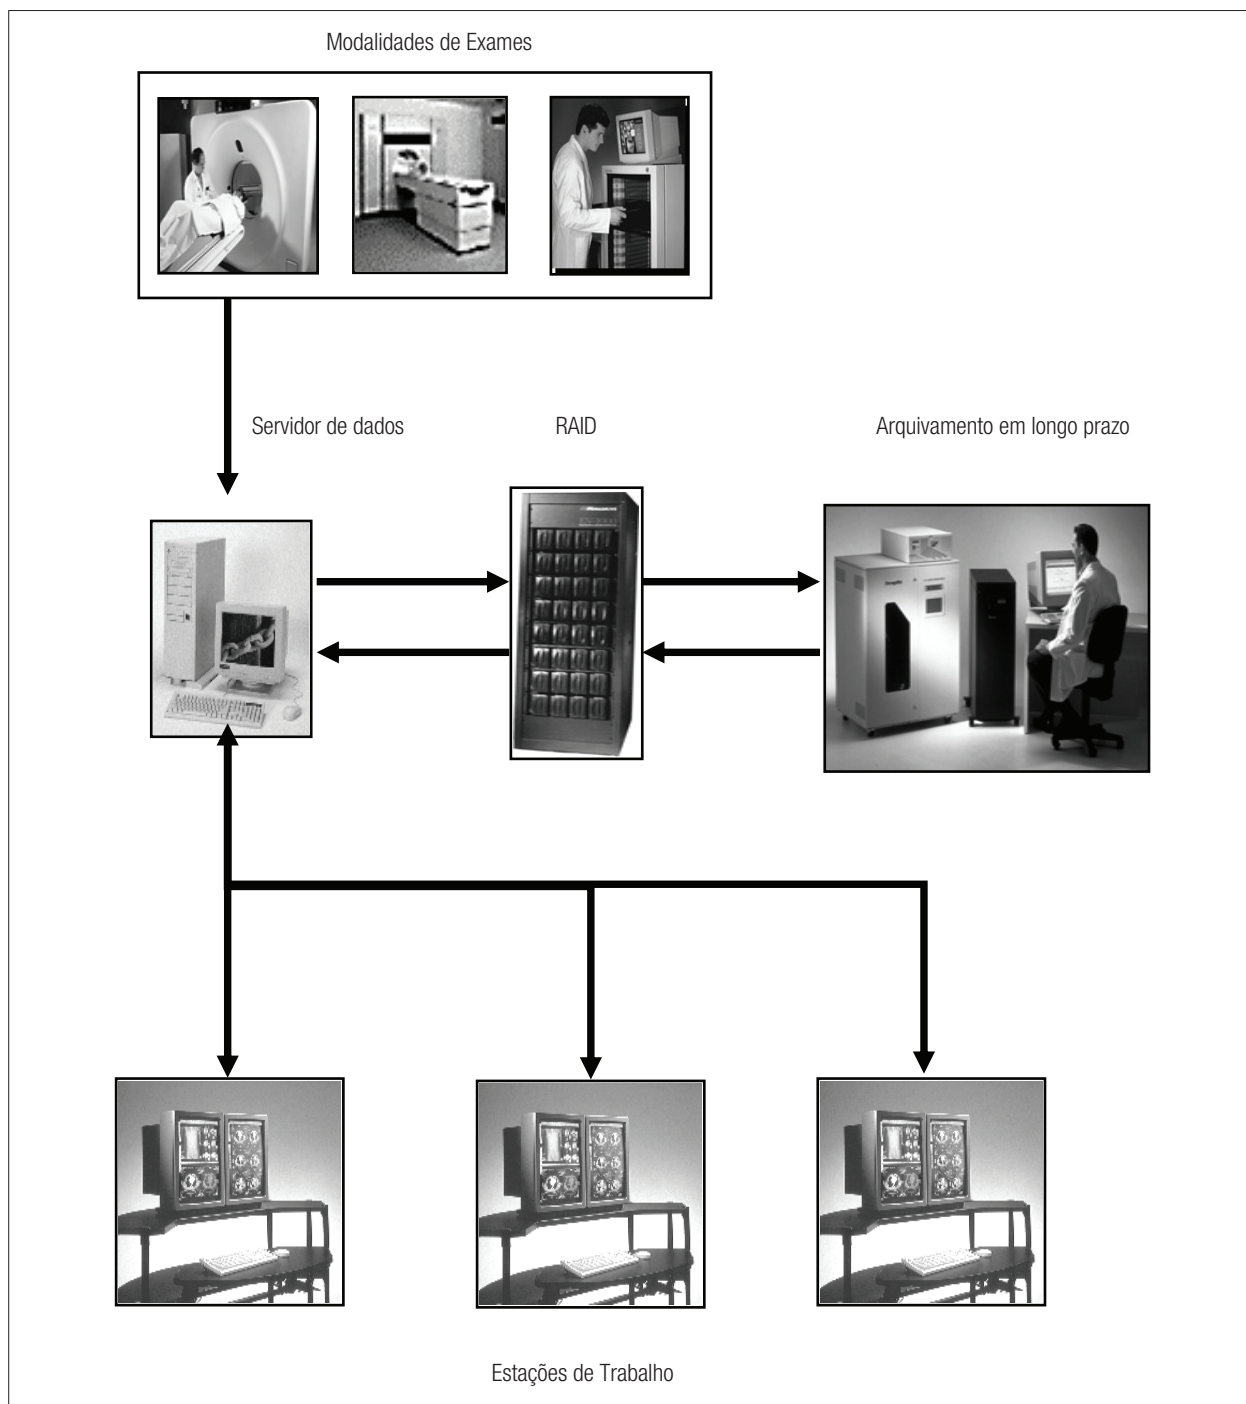 Modalidades de Exames
Servidor de dados
RAID
Arquivamento em longo prazo
Estações de Trabalho